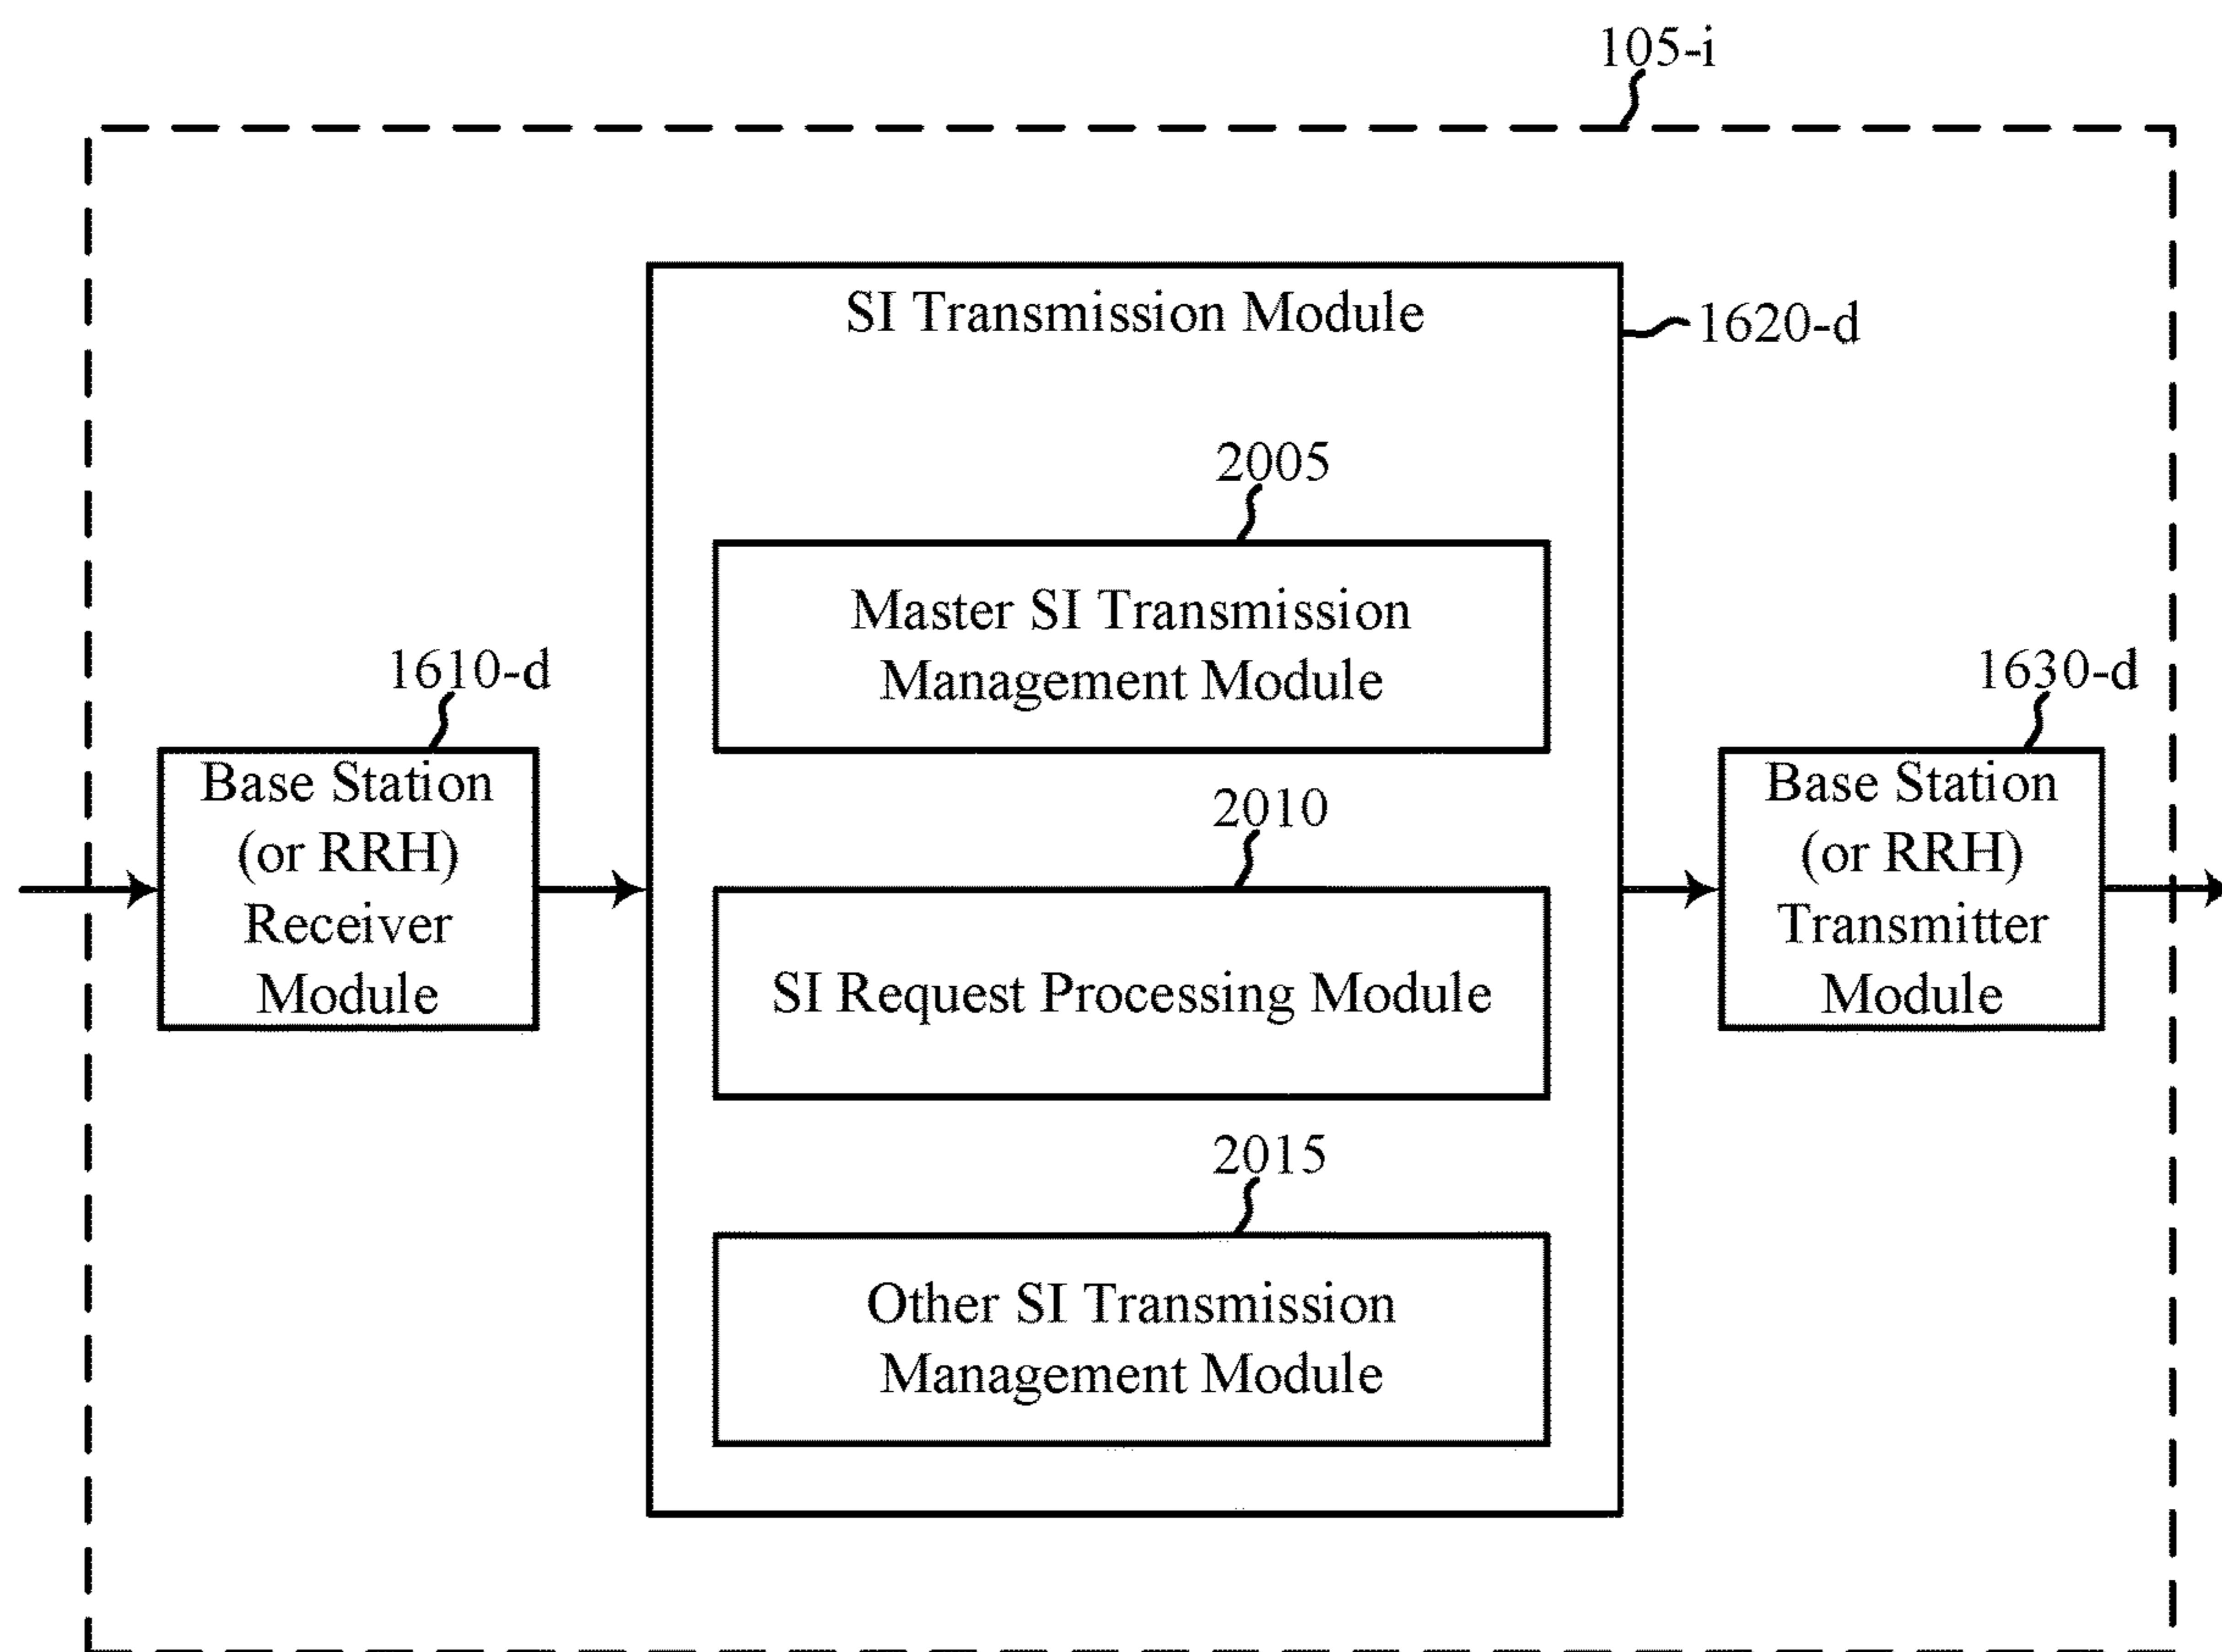 105-i
SI Transmission Module
1620-d
2005
Master SI Transmission
Management Module
1610-d
Base Station
(or RRH)
Receiver
Module
2010
SI Request Processing Module
1630-d
Base Station
(or RRH)
Transmitter
Module
2015
Other SI Transmission
Management Module